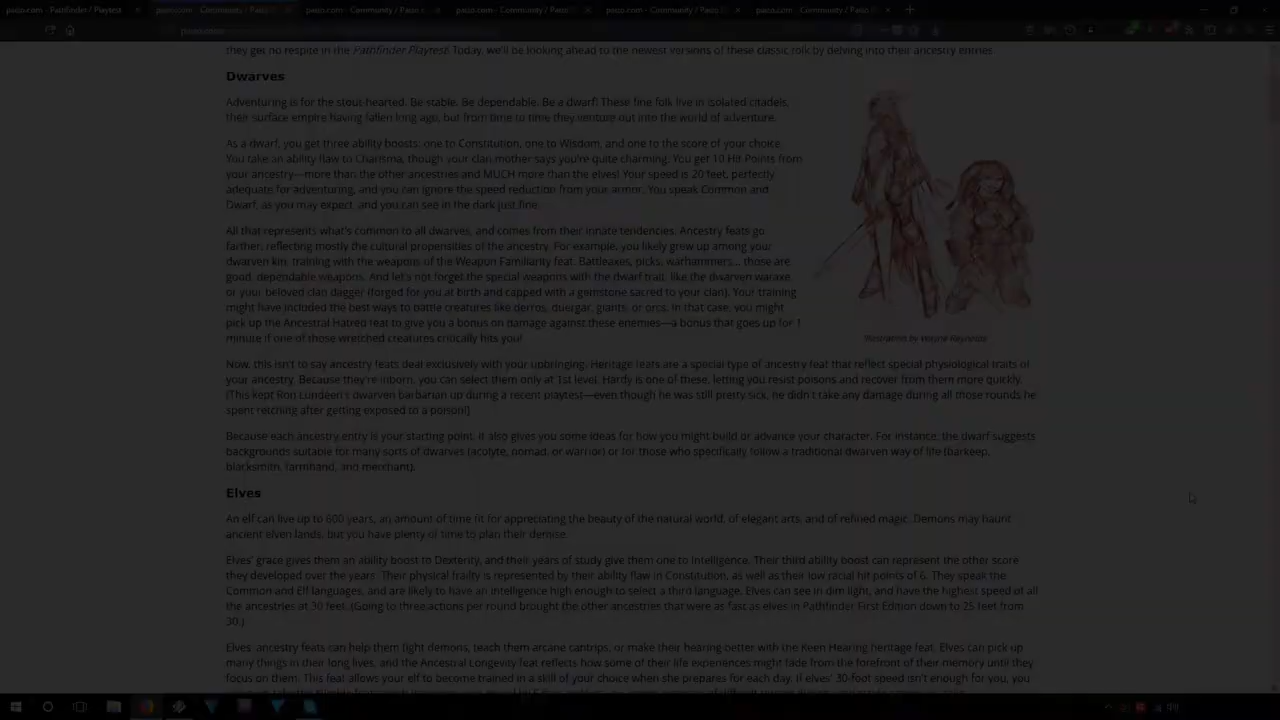 paizo.com - Pathfinder / Playtest
paizo.com - Community / Paizo
paizo.com - Community / Paizo
paizo.com - Community / Paizo
paizo.com - Community / Paizo
paizo.com - Community / Paizo
they get no respite in the Pathfinder Playtest. Today, we'll be looking ahead to the newest versions of these classic folk by delving into their ancestry entries.
Dwarves
Adventuring is for the stout-hearted. Be stable. Be dependable. Be a dwarf! These fine folk live in isolated citadels,
their surface empire having fallen long ago, but from time to time they venture out into the world of adventure.
As a dwarf, you get three ability boosts: one to Constitution, one to Wisdom, and one to the score of your choice.
You take an ability flaw to Charisma, though your clan mother says you're quite charming. You get 10 Hit Points from
your ancestry—more than the other ancestries and MUCH more than the elves! Your speed is 20 feet, perfectly
adequate for adventuring, and you can ignore the speed reduction from your armor. You speak Common and
Dwarf, as you may expect, and you can see in the dark just fine.
All that represents what's common to all dwarves, and comes from their innate tendencies. Ancestry feats go
farther, reflecting mostly the cultural propensities of the ancestry. For example, you likely grew up among your
dwarven kin, training with the weapons of the Weapon Familiarity feat. Battleaxes, picks, warhammers... those are
good, dependable weapons. And let's not forget the special weapons with the dwarf trait, like the dwarven waraxe
or your beloved clan dagger (forged for you at birth and capped with a gemstone sacred to your clan). Your training
might have included the best ways to battle creatures like derros, duergar, giants, or orcs. In that case, you might
pick up the Ancestral Hatred feat to give you a bonus on damage against these enemies—a bonus that goes up for 1
minute if one of those wretched creatures critically hits you!
Illustration by Wayne Reynolds
Now, this isn't to say ancestry feats deal exclusively with your upbringing. Heritage feats are a special type of ancestry feat that reflect special physiological traits of
your ancestry. Because they're inborn, you can select them only at 1st level. Hardy is one of these, letting you resist poisons and recover from them more quickly.
(This kept Ron Lundeen's dwarven barbarian up during a recent playtest—even though he was still pretty sick, he didn't take any damage during all those rounds he
spent retching after getting exposed to a poison!)
Because each ancestry entry is your starting point, it also gives you some ideas for how you might build or advance your character. For instance, the dwarf suggests
backgrounds suitable for many sorts of dwarves (acolyte, nomad, or warrior) or for those who specifically follow a traditional dwarven way of life (barkeep,
blacksmith, farmhand, and merchant).
Elves
An elf can live up to 600 years, an amount of time fit for appreciating the beauty of the natural world, of elegant arts, and of refined magic. Demons may haunt
ancient elven lands, but you have plenty of time to plan their demise.
Elves' grace gives them an ability boost to Dexterity, and their years of study give them one to Intelligence. Their third ability boost can represent the other score
they developed over the years. Their physical frailty is represented by their ability flaw in Constitution, as well as their low racial hit points of 6. They speak the
Common and Elf languages, and are likely to have an intelligence high enough to select a third language. Elves can see in dim light, and have the highest speed of all
the ancestries at 30 feet. (Going to three actions per round brought the other ancestries that were as fast as elves in Pathfinder First Edition down to 25 feet from
30.)
Elves' ancestry feats can help them fight demons, teach them arcane cantrips, or make their hearing better with the Keen Hearing heritage feat. Elves can pick up
many things in their long lives, and the Ancestral Longevity feat reflects how some of their life experiences might fade from the forefront of their memory until they
focus on them. This feat allows your elf to become trained in a skill of your choice when she prepares for each day. If elves' 30-foot speed isn't enough for you, you